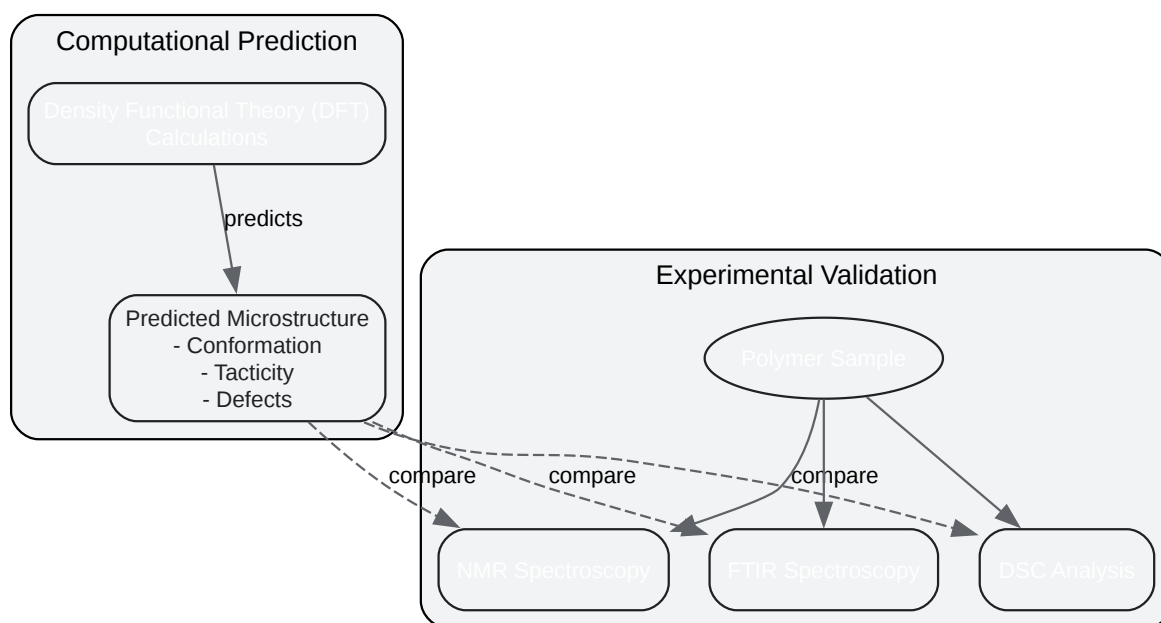 Computational Prediction
Density Functional Theory (DFT)
Calculations
predicts
Predicted Microstructure
- Conformation
- Tacticity
- Defects
Experimental Validation
Polymer Sample
compare
compare
compare
NMR Spectroscopy
FTIR Spectroscopy
DSC Analysis